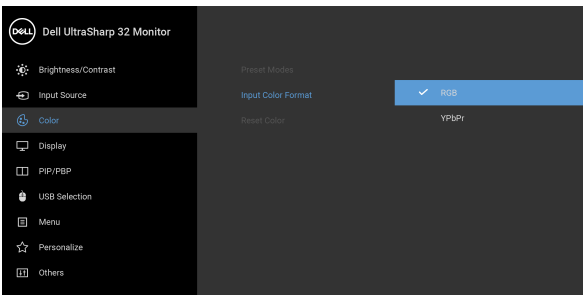 DELL Dell UltraSharp 32 Monitor
Brightness/Contrast
Input Source
Color
Display
PIP/PBP
USB Selection
Menu
Personalize
Others
Preset Modes
Input Color Format
Reset Color
RGB
YPbPr